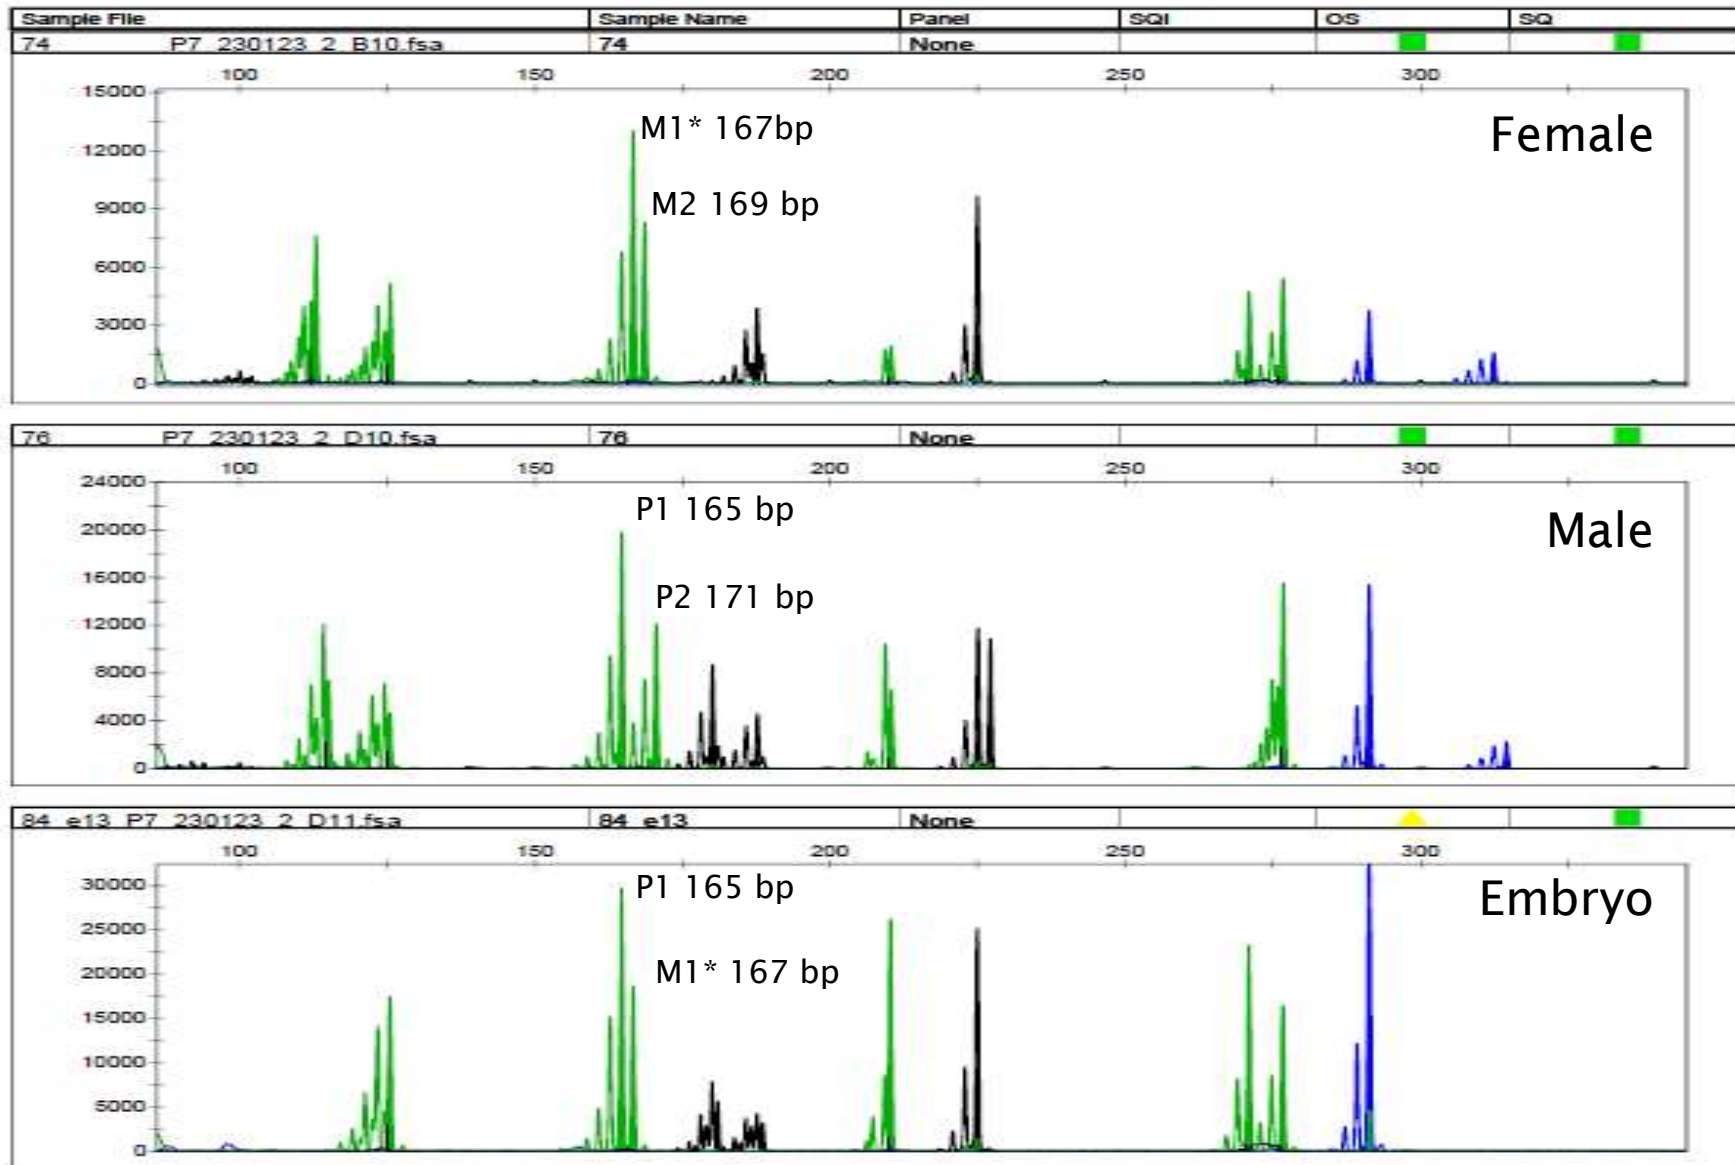 Sample File Sample Name Panel SQI OS SQ
74 P7_230123_2_B10.fsa 74 None
100 150 200 250 300
15000
12000
9000
6000
3000
0
M1* 167bp
M2 169 bp
Female
76 P7_230123_2_D10.fsa 76 None
100 150 200 250 300
24000
20000
16000
12000
8000
4000
0
P1 165 bp
P2 171 bp
Male
84_e13_P7_230123_2_D11.fsa 84_e13 None
100 150 200 250 300
30000
25000
20000
15000
10000
5000
0
P1 165 bp
M1* 167 bp
Embryo